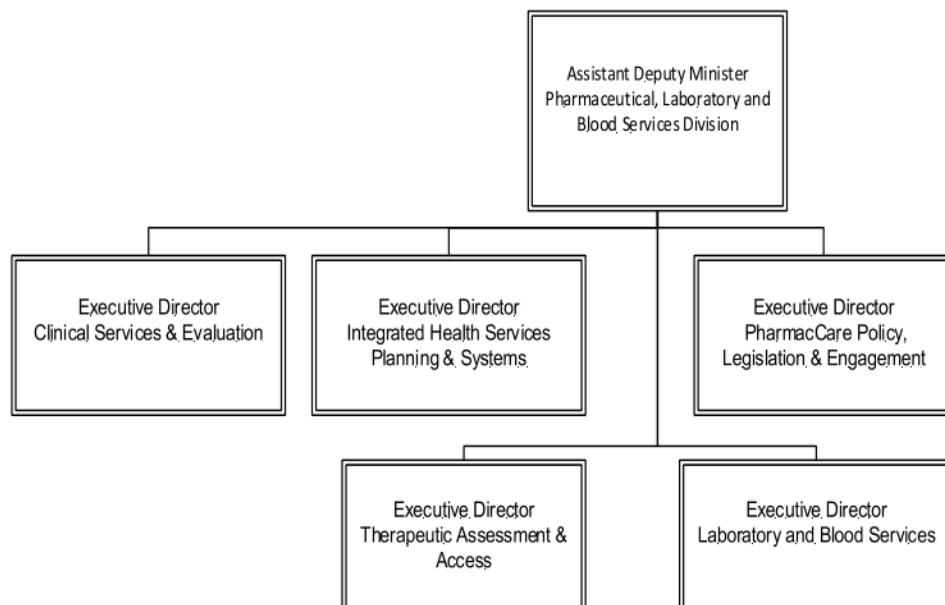 Assistant Deputy Minister
Pharmaceutical, Laboratory and
Blood Services Division
Executive Director
Clinical Services & Evaluation
Executive Director
Integrated Health Services
Planning & Systems
Executive Director
PharmacCare Policy,
Legislation & Engagement
Executive Director
Therapeutic Assessment &
Access
Executive Director
Laboratory and Blood Services